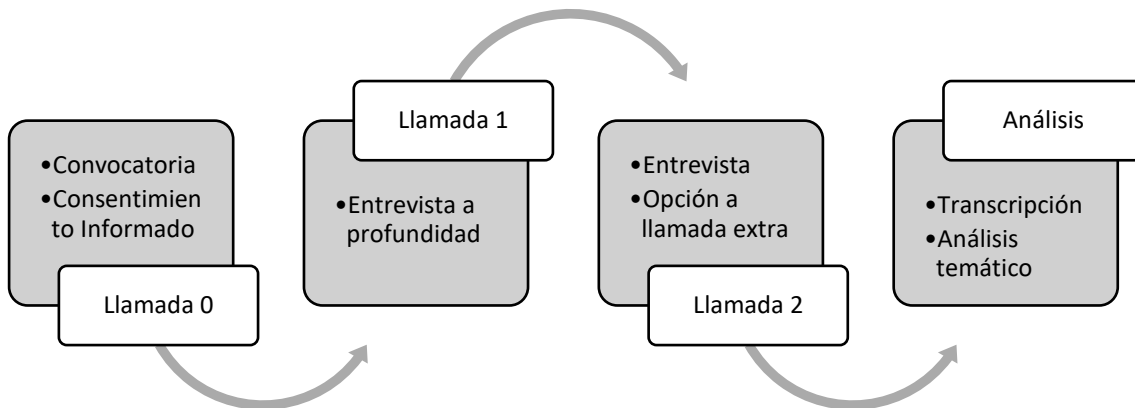 •Convocatoria
•Consentimien
to Informado
Llamada 0
Llamada 1
•Entrevista a
profundidad
•Entrevista
•Opción a
llamada extra
Llamada 2
Análisis
•Transcripción
•Análisis
temático